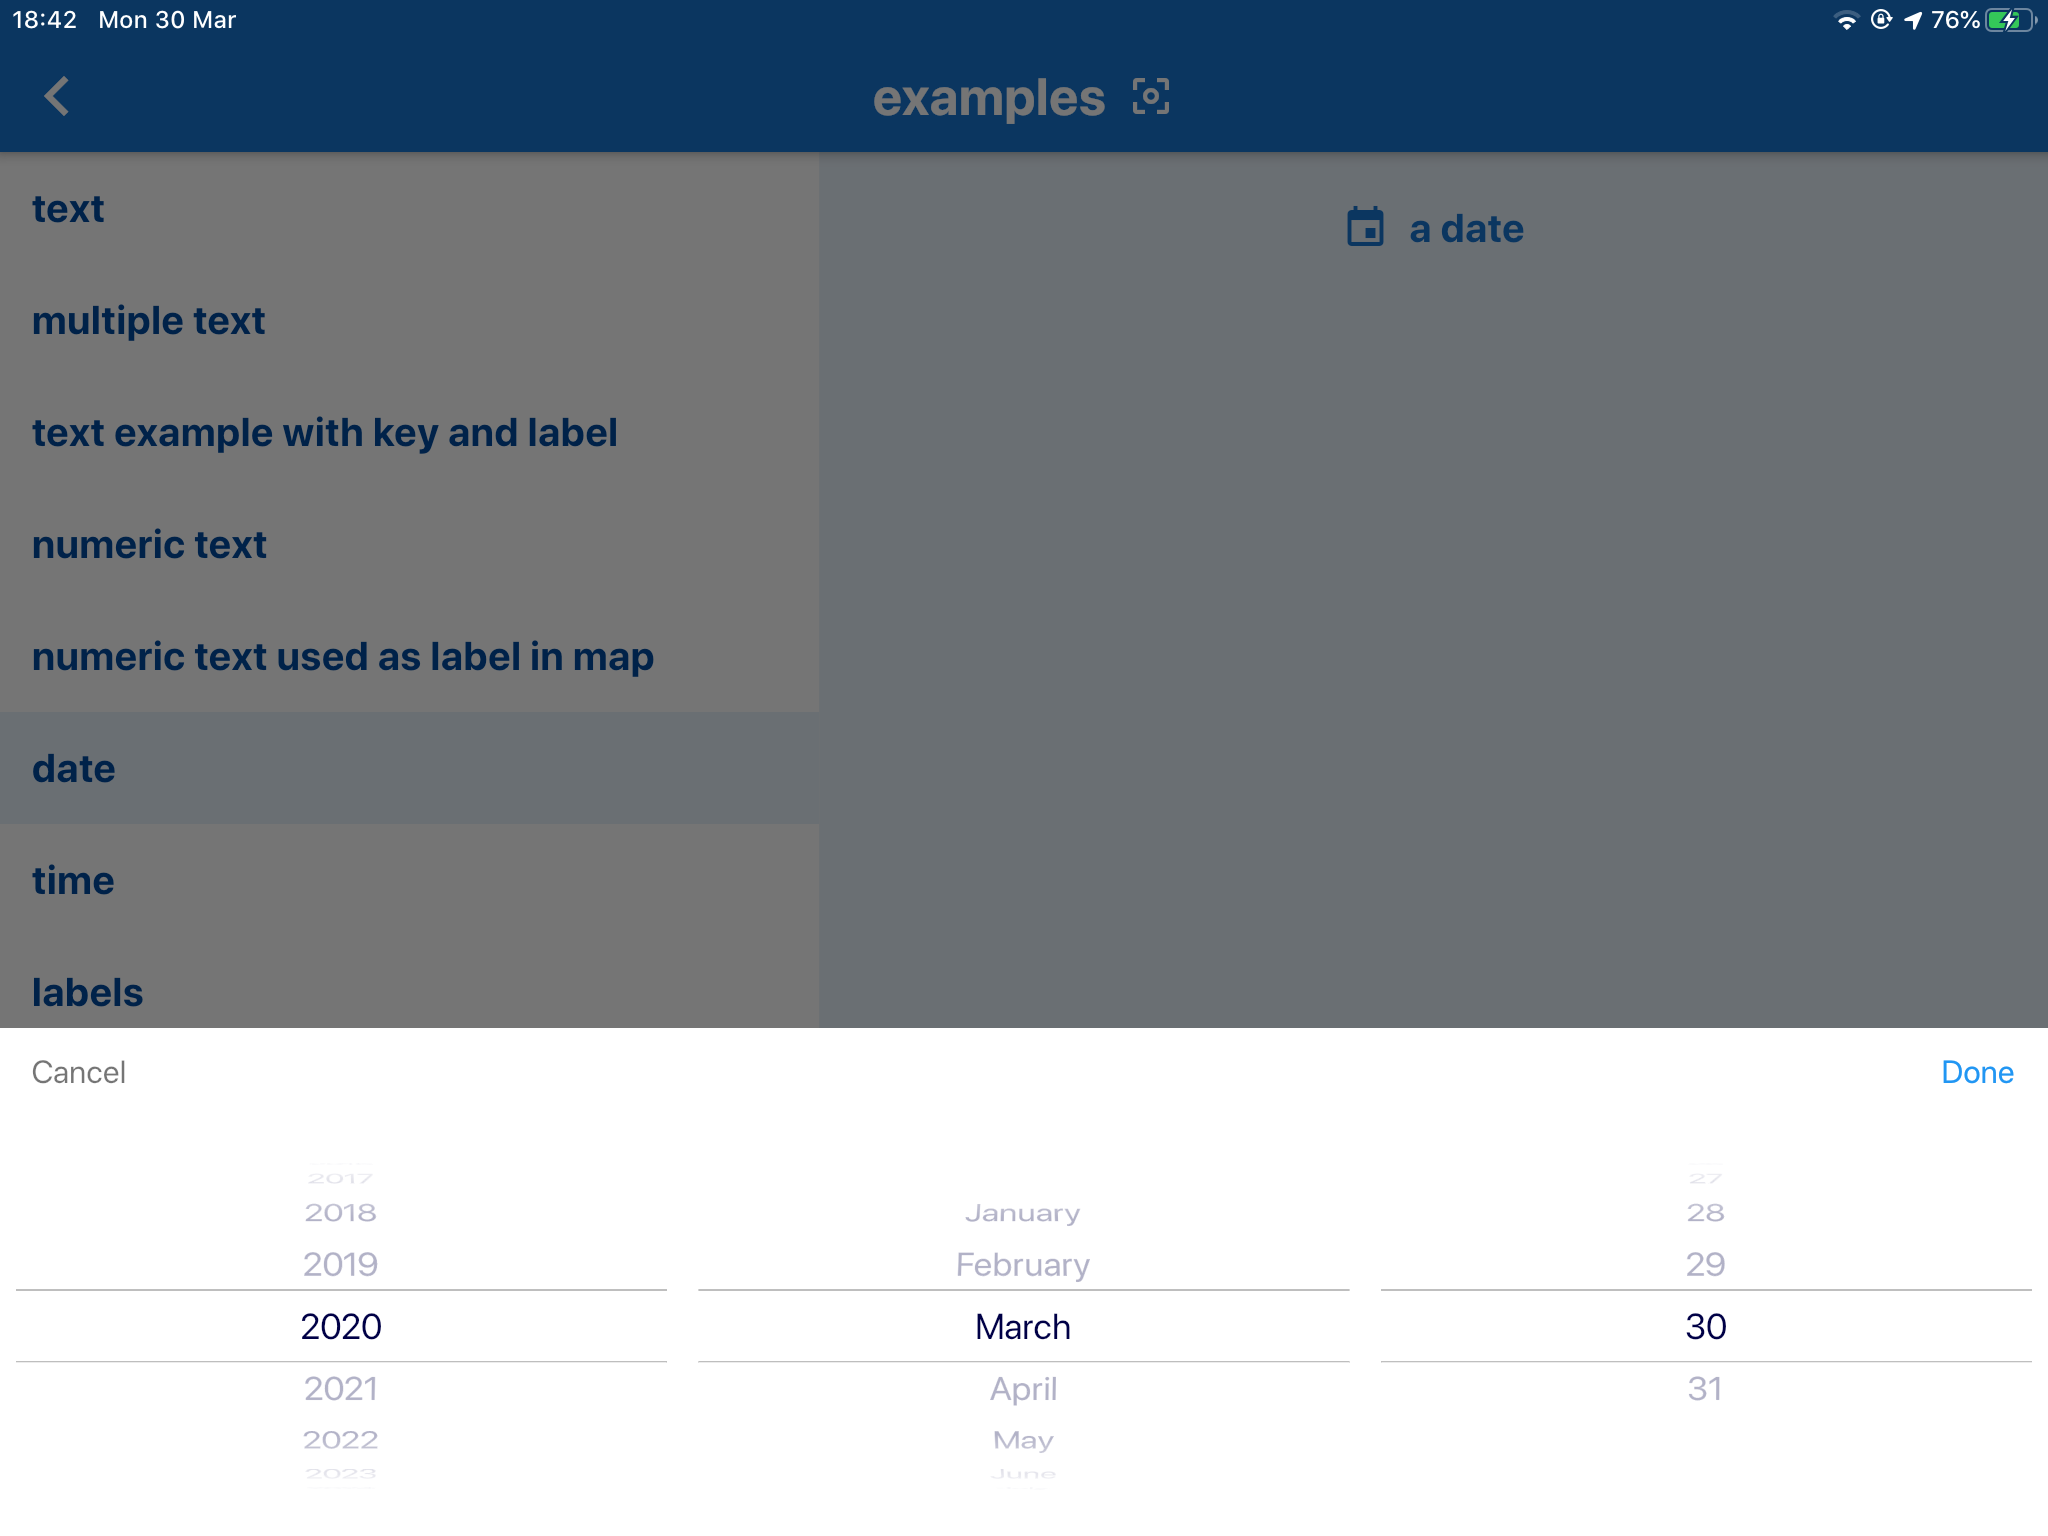 18:42 Mon 30 Mar 76%
examples
text
a date
multiple text
text example with key and label
numeric text
numeric text used as label in map
date
time
labels
Cancel Done
2017 27
2018 January 28
2019 February 29
2020 March 30
2021 April 31
2022 May
2023 June